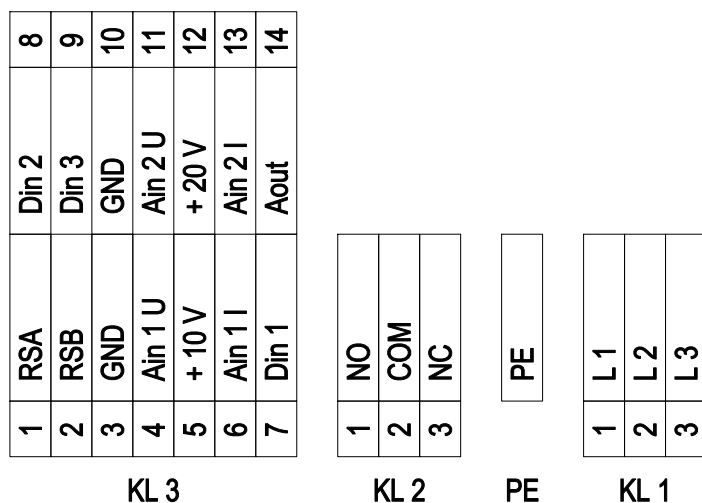 8 9 10 11 12 13 14
Din 2 Din 3 GND Ain 2 U + 20 V Ain 2 I Aout
RSA RSB GND Ain 1 U + 10 V Ain 1 I Din 1 NO COM NC PE L 1 L 2 L 3
1 2 3 4 5 6 7 1 2 3 1 2 3
KL 3 KL 2 PE KL 1